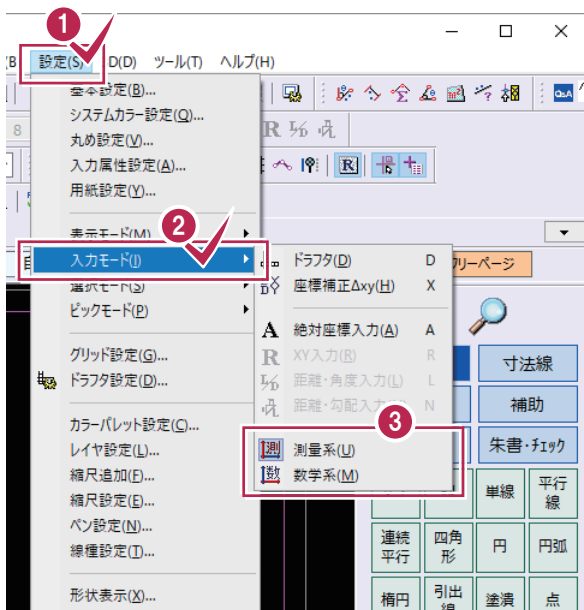 1
設定(S) D(D) ツール(T) ヘルプ(H)
8
基本設定(B)...
システムカラー設定(Q)...
丸め設定(V)...
入力属性設定(A)...
用紙設定(Y)...
表示モード(M)
2
入力モード(I)
選択モード(S)
ピックモード(P)
グリッド設定(G)...
ドラフタ設定(D)...
カラーパレット設定(C)...
レイヤ設定(L)...
縮尺追加(F)...
縮尺設定(E)...
ペン設定(N)...
線種設定(T)...
形状表示(X)...
ドラフタ(D) D
座標補正Δxy(H) X
A 絶対座標入力(A) A
R XY入力(R) R
距離・角度入力(L) L
距離・勾配入力 N
3
測 測量系(U)
数 数学系(M)
Q&A
R
R
リーページ
寸法線
補助
朱書・チェック
単線
平行線
連続平行
四角形
円
円弧
楕円
引出線
塗潰
点